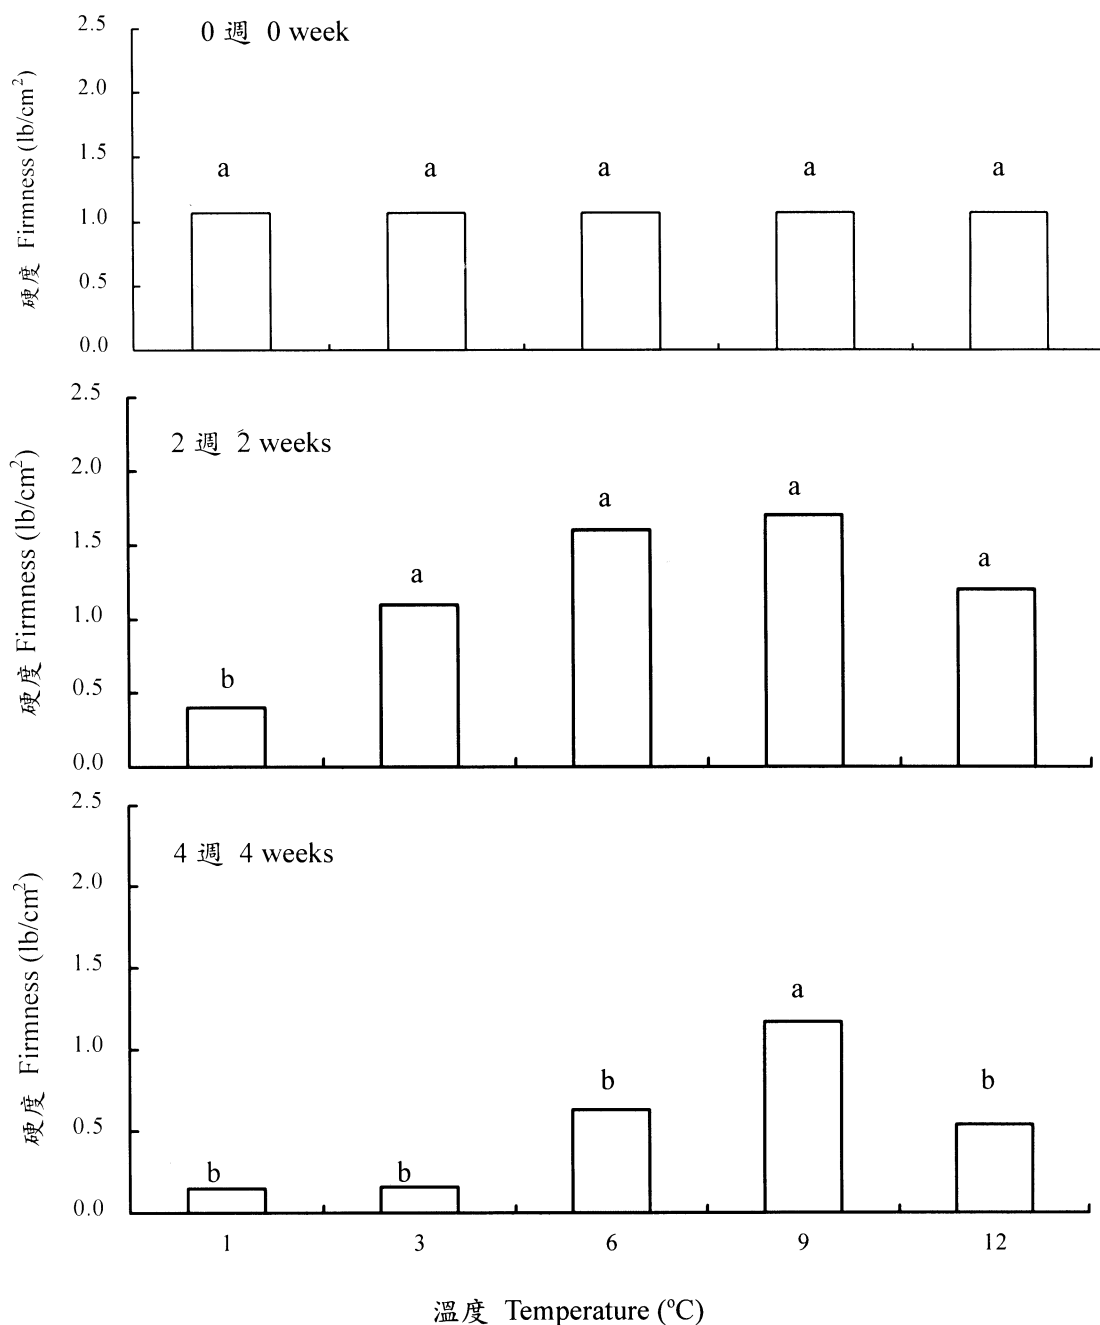 0 週 0 week
硬度 Firmness (lb/cm²)
2.5
2.0
1.5
1.0
0.5
0.0
a a a a a
2 週 2 weeks
硬度 Firmness (lb/cm²)
2.5
2.0
1.5
1.0
0.5
0.0
b a a a a
4 週 4 weeks
硬度 Firmness (lb/cm²)
2.5
2.0
1.5
1.0
0.5
0.0
b b b a b
1 3 6 9 12
溫度 Temperature (°C)